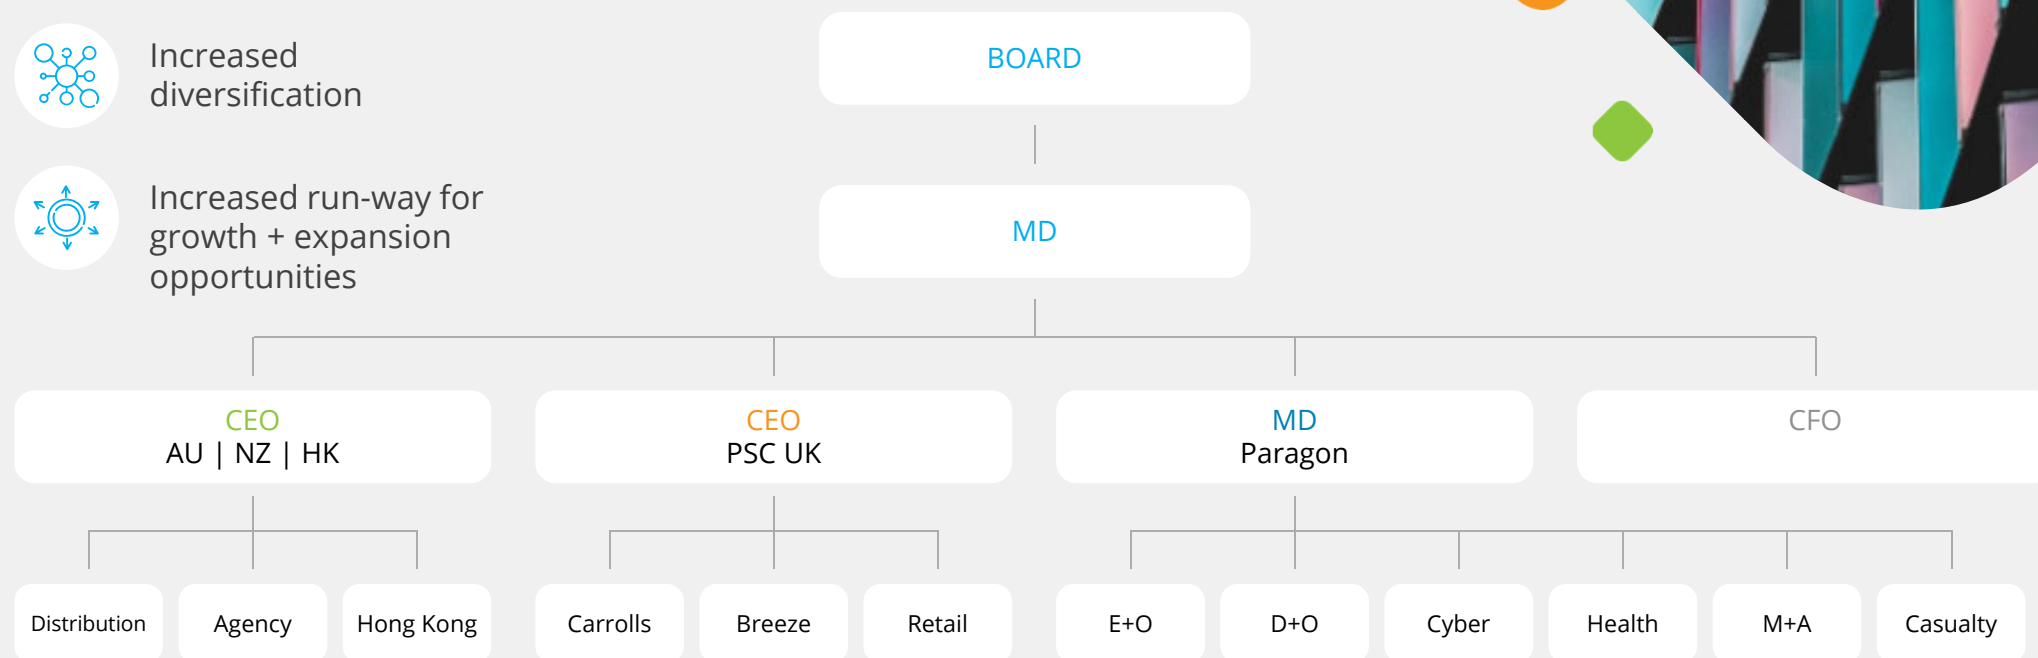 Increased
diversification
Increased run-way for
growth + expansion
opportunities
BOARD
MD
CEO
AU | NZ | HK
CEO
PSC UK
MD
Paragon
CFO
Distribution
Agency
Hong Kong
Carrolls
Breeze
Retail
E+O
D+O
Cyber
Health
M+A
Casualty